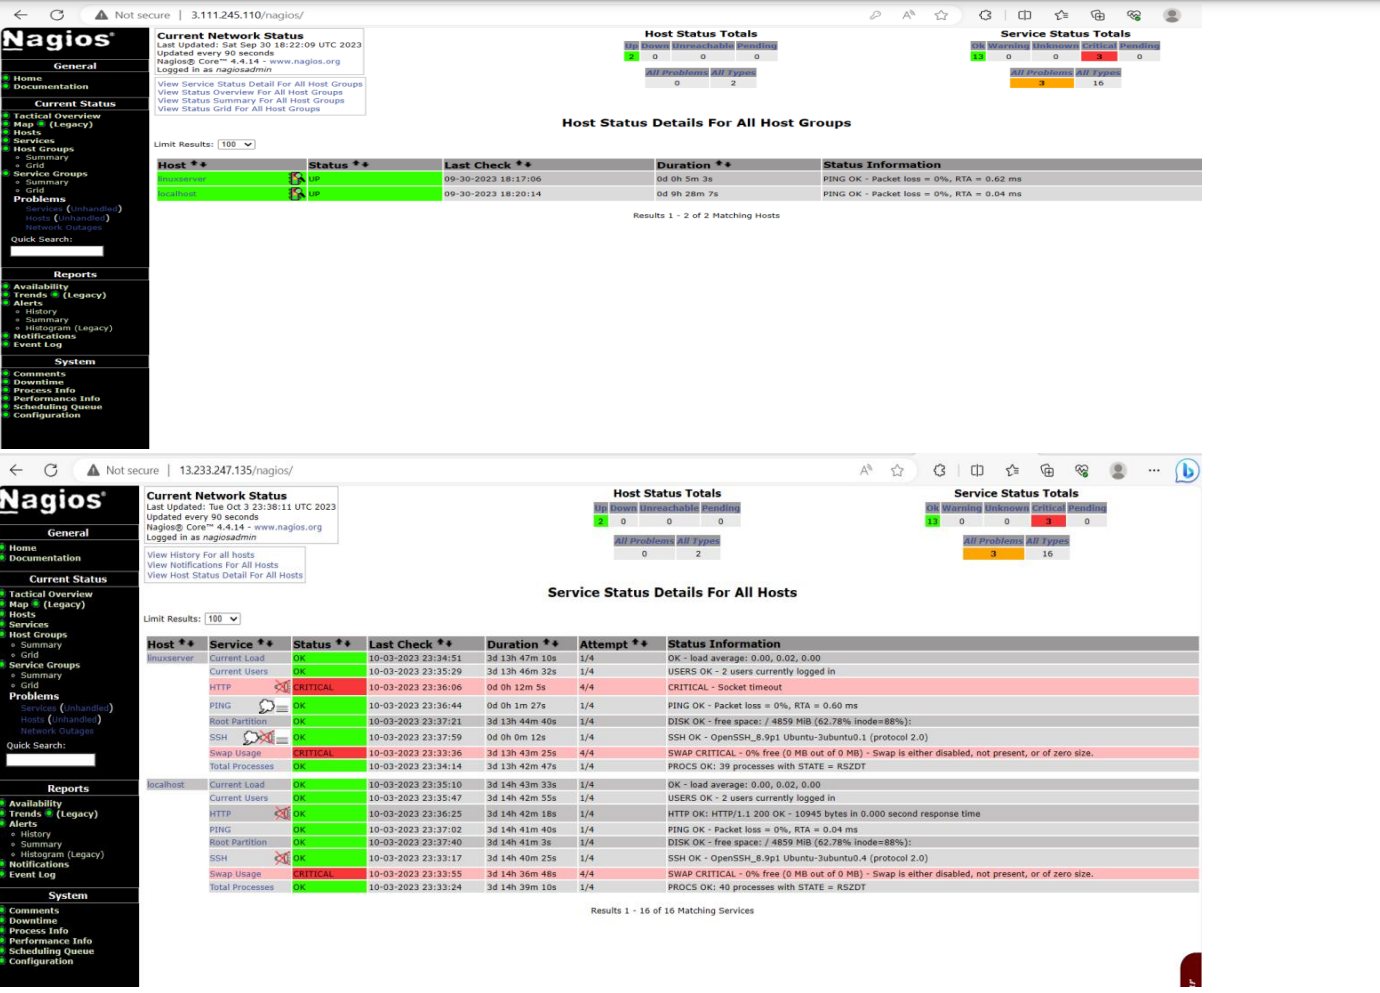 Not secure | 3.111.245.110/nagios/
Nagios®
General
Home
Documentation
Current Status
Tactical Overview
Map (Legacy)
Hosts
Services
Host Groups
Summary
Grid
Service Groups
Summary
Grid
Problems
Services (Unhandled)
Hosts (Unhandled)
Network Outages
Quick Search:
Reports
Availability
Trends (Legacy)
Alerts
History
Summary
Histogram (Legacy)
Notifications
Event Log
System
Comments
Downtime
Process Info
Performance Info
Scheduling Queue
Configuration
Current Network Status
Last Updated: Sat Sep 30 18:22:09 UTC 2023
Updated every 90 seconds
Nagios® Core™ 4.4.14 - www.nagios.org
Logged in as nagiosadmin
View Service Status Detail For All Host Groups
View Status Overview For All Host Groups
View Status Summary For All Host Groups
View Status Grid For All Host Groups
Host Status Totals
Up Down Unreachable Pending
2 0 0 0
All Problems All Types
0 2
Service Status Totals
Ok Warning Unknown Critical Pending
13 0 0 3 0
All Problems All Types
3 16
Host Status Details For All Host Groups
Limit Results: 100
Host Status Last Check Duration Status Information
linuxserver UP 09-30-2023 18:17:06 0d 0h 5m 3s PING OK - Packet loss = 0%, RTA = 0.62 ms
localhost UP 09-30-2023 18:20:14 0d 9h 28m 7s PING OK - Packet loss = 0%, RTA = 0.04 ms
Results 1 - 2 of 2 Matching Hosts
Not secure | 13.233.247.135/nagios/
Nagios®
General
Home
Documentation
Current Status
Tactical Overview
Map (Legacy)
Hosts
Services
Host Groups
Summary
Grid
Service Groups
Summary
Grid
Problems
Services (Unhandled)
Hosts (Unhandled)
Network Outages
Quick Search:
Reports
Availability
Trends (Legacy)
Alerts
History
Summary
Histogram (Legacy)
Notifications
Event Log
System
Comments
Downtime
Process Info
Performance Info
Scheduling Queue
Configuration
Current Network Status
Last Updated: Tue Oct 3 23:38:11 UTC 2023
Updated every 90 seconds
Nagios® Core™ 4.4.14 - www.nagios.org
Logged in as nagiosadmin
View History For all hosts
View Notifications For All Hosts
View Host Status Detail For All Hosts
Host Status Totals
Up Down Unreachable Pending
2 0 0 0
All Problems All Types
0 2
Service Status Totals
Ok Warning Unknown Critical Pending
13 0 0 3 0
All Problems All Types
3 16
Service Status Details For All Hosts
Limit Results: 100
Host Service Status Last Check Duration Attempt Status Information
linuxserver Current Load OK 10-03-2023 23:34:51 3d 13h 47m 10s 1/4 OK - load average: 0.00, 0.02, 0.00
Current Users OK 10-03-2023 23:35:29 3d 13h 46m 32s 1/4 USERS OK - 2 users currently logged in
HTTP CRITICAL 10-03-2023 23:36:06 0d 0h 12m 5s 4/4 CRITICAL - Socket timeout
PING OK 10-03-2023 23:36:44 0d 0h 1m 27s 1/4 PING OK - Packet loss = 0%, RTA = 0.60 ms
Root Partition OK 10-03-2023 23:37:21 3d 13h 44m 40s 1/4 DISK OK - free space: / 4859 MiB (62.78% inode=88%):
SSH OK 10-03-2023 23:37:59 0d 0h 0m 12s 1/4 SSH OK - OpenSSH_8.9p1 Ubuntu-3ubuntu0.1 (protocol 2.0)
Swap Usage CRITICAL 10-03-2023 23:33:36 3d 13h 43m 25s 4/4 SWAP CRITICAL - 0% free (0 MB out of 0 MB) - Swap is either disabled, not present, or of zero size.
Total Processes OK 10-03-2023 23:34:14 3d 13h 42m 47s 1/4 PROCS OK: 39 processes with STATE = RSZDT
localhost Current Load OK 10-03-2023 23:35:10 3d 14h 43m 33s 1/4 OK - load average: 0.00, 0.02, 0.00
Current Users OK 10-03-2023 23:35:47 3d 14h 42m 55s 1/4 USERS OK - 2 users currently logged in
HTTP OK 10-03-2023 23:36:25 3d 14h 42m 18s 1/4 HTTP OK: HTTP/1.1 200 OK - 10945 bytes in 0.000 second response time
PING OK 10-03-2023 23:37:02 3d 14h 41m 40s 1/4 PING OK - Packet loss = 0%, RTA = 0.04 ms
Root Partition OK 10-03-2023 23:37:40 3d 14h 41m 3s 1/4 DISK OK - free space: / 4859 MiB (62.78% inode=88%):
SSH OK 10-03-2023 23:33:17 3d 14h 40m 25s 1/4 SSH OK - OpenSSH_8.9p1 Ubuntu-3ubuntu0.4 (protocol 2.0)
Swap Usage CRITICAL 10-03-2023 23:33:55 3d 14h 36m 48s 4/4 SWAP CRITICAL - 0% free (0 MB out of 0 MB) - Swap is either disabled, not present, or of zero size.
Total Processes OK 10-03-2023 23:33:24 3d 14h 39m 10s 1/4 PROCS OK: 40 processes with STATE = RSZDT
Results 1 - 16 of 16 Matching Services